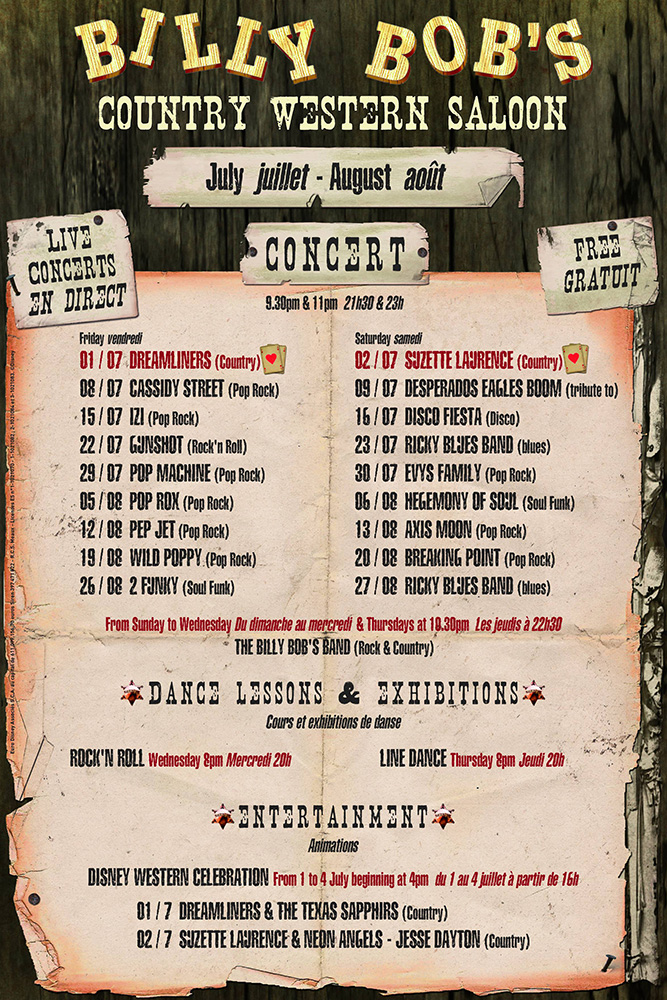 BILLY BOB'S
COUNTRY WESTERN SALOON
July juillet - August août
LIVE
CONCERTS
EN DIRECT
CONCERT
FREE
GRATUIT
9.30pm & 11pm 21h30 & 23h
Friday vendredi
01 / 07 DREAMLINERS (Country)
08 / 07 CASSIDY STREET (Pop Rock)
15 / 07 IZI (Pop Rock)
22 / 07 GUNSHOT (Rock'n Roll)
29 / 07 POP MACHINE (Pop Rock)
05 / 08 POP ROX (Pop Rock)
12 / 08 PEP JET (Pop Rock)
19 / 08 WILD POPPY (Pop Rock)
26 / 08 2 FUNKY (Soul Funk)
Saturday samedi
02 / 07 SUZETTE LAURENCE (Country)
09 / 07 DESPERADOS EAGLES BOOM (tribute to)
16 / 07 DISCO FIESTA (Disco)
23 / 07 RICKY BLUES BAND (blues)
30 / 07 EVYS FAMILY (Pop Rock)
06 / 08 HEGEMONY OF SOUL (Soul Funk)
13 / 08 AXIS MOON (Pop Rock)
20 / 08 BREAKING POINT (Pop Rock)
27 / 08 RICKY BLUES BAND (blues)
From Sunday to Wednesday Du dimanche au mercredi & Thursdays at 10.30pm Les jeudis à 22h30
THE BILLY BOB'S BAND (Rock & Country)
DANCE LESSONS & EXHIBITIONS
Cours et exhibitions de danse
ROCK'N ROLL Wednesday 8pm Mercredi 20h
LINE DANCE Thursday 8pm Jeudi 20h
ENTERTAINMENT
Animations
DISNEY WESTERN CELEBRATION From 1 to 4 July beginning at 4pm du 1 au 4 juillet à partir de 16h
01 / 7 DREAMLINERS & THE TEXAS SAPPHIRS (Country)
02 / 7 SUZETTE LAURENCE & NEON ANGELS - JESSE DAYTON (Country)